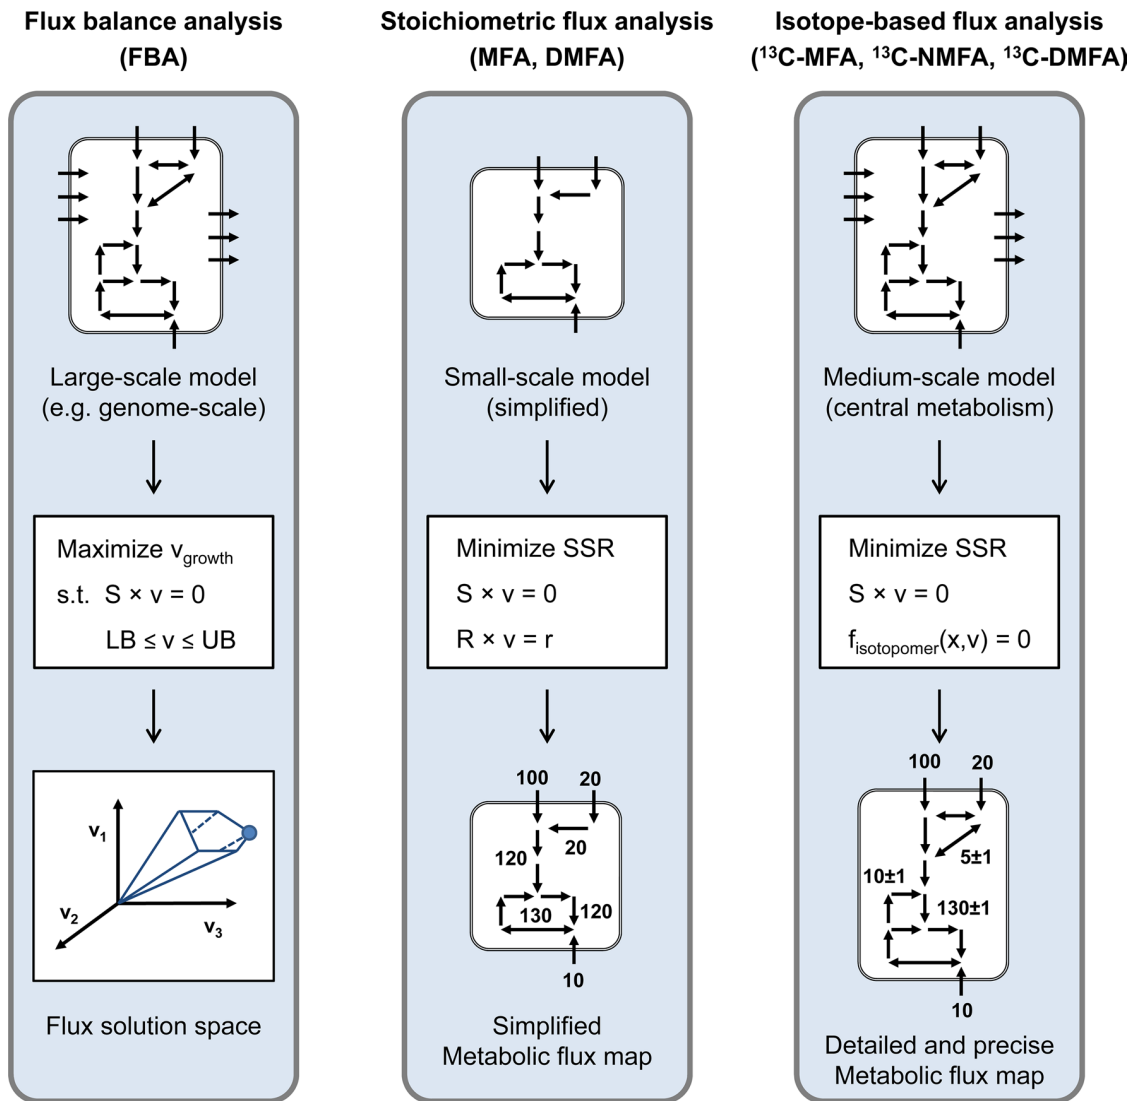 Flux balance analysis
(FBA)
Large-scale model
(e.g. genome-scale)
Maximize v_growth
s.t. S × v = 0
LB ≤ v ≤ UB
v₁
v₂
v₃
Flux solution space
Stoichiometric flux analysis
(MFA, DMFA)
Small-scale model
(simplified)
Minimize SSR
S × v = 0
R × v = r
100 20
20
120
130 120
10
Simplified
Metabolic flux map
Isotope-based flux analysis
(¹³C-MFA, ¹³C-NMFA, ¹³C-DMFA)
Medium-scale model
(central metabolism)
Minimize SSR
S × v = 0
f_isotopomer(x,v) = 0
100 20
5±1
10±1
130±1
10
Detailed and precise
Metabolic flux map